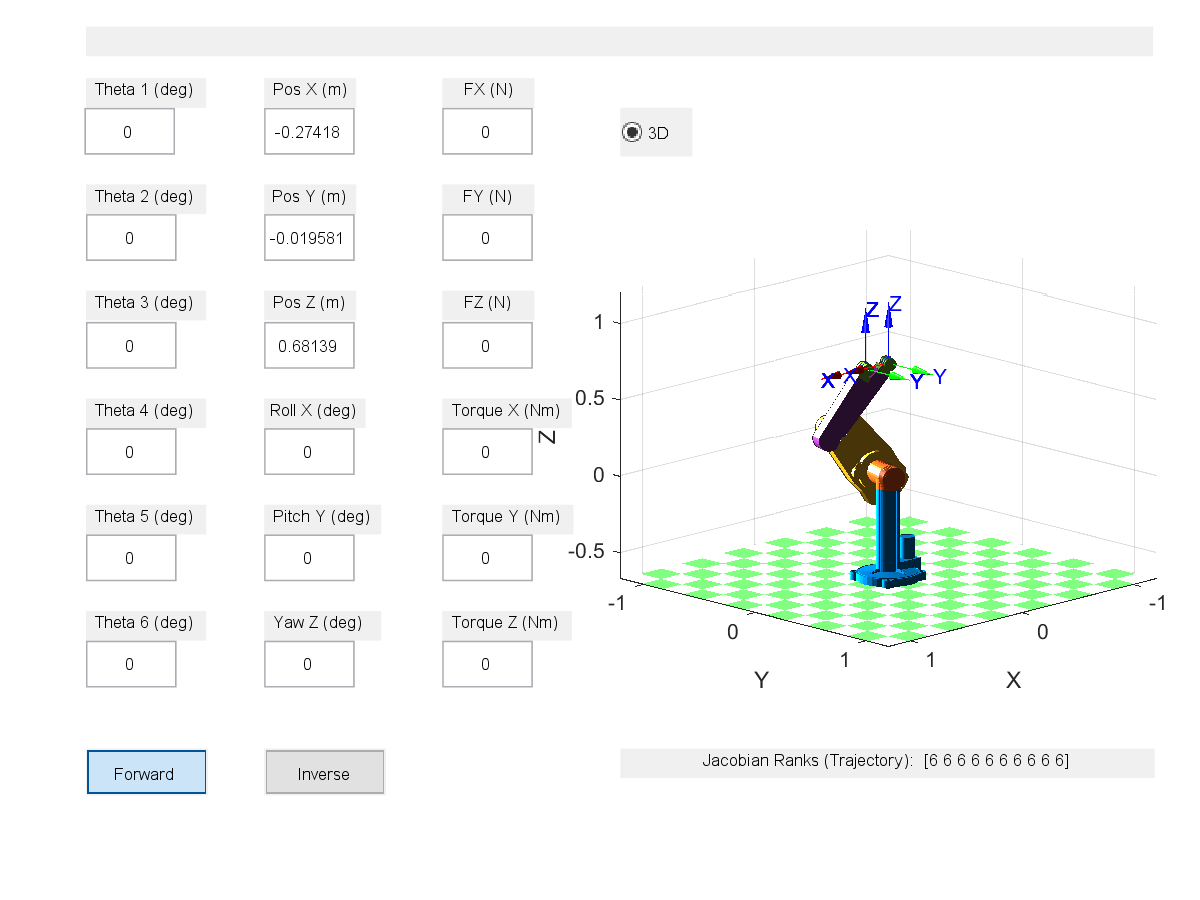 Theta 1 (deg)
0
Pos X (m)
-0.27418
FX (N)
0
3D
Theta 2 (deg)
0
Pos Y (m)
-0.019581
FY (N)
0
Theta 3 (deg)
0
Pos Z (m)
0.68139
FZ (N)
0
Theta 4 (deg)
0
Roll X (deg)
0
Torque X (Nm)
0
Theta 5 (deg)
0
Pitch Y (deg)
0
Torque Y (Nm)
0
Theta 6 (deg)
0
Yaw Z (deg)
0
Torque Z (Nm)
0
Z
1
0.5
0
-0.5
Z Z
X X Y Y
-1
0
1
Y
1
0
-1
X
Forward
Inverse
Jacobian Ranks (Trajectory): [6 6 6 6 6 6 6 6 6 6]